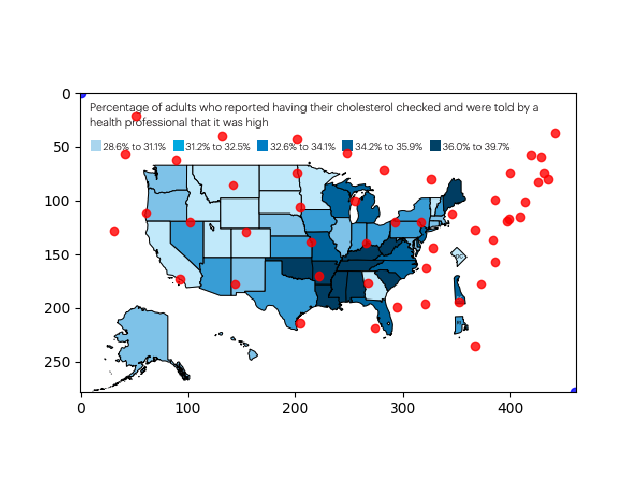 Percentage of adults who reported having their cholesterol checked and were told by a
health professional that it was high
28.6% to 31.1% 31.2% to 32.5% 32.6% to 34.1% 34.2% to 35.9% 36.0% to 39.7%
0
50
100
150
200
250
0 100 200 300 400